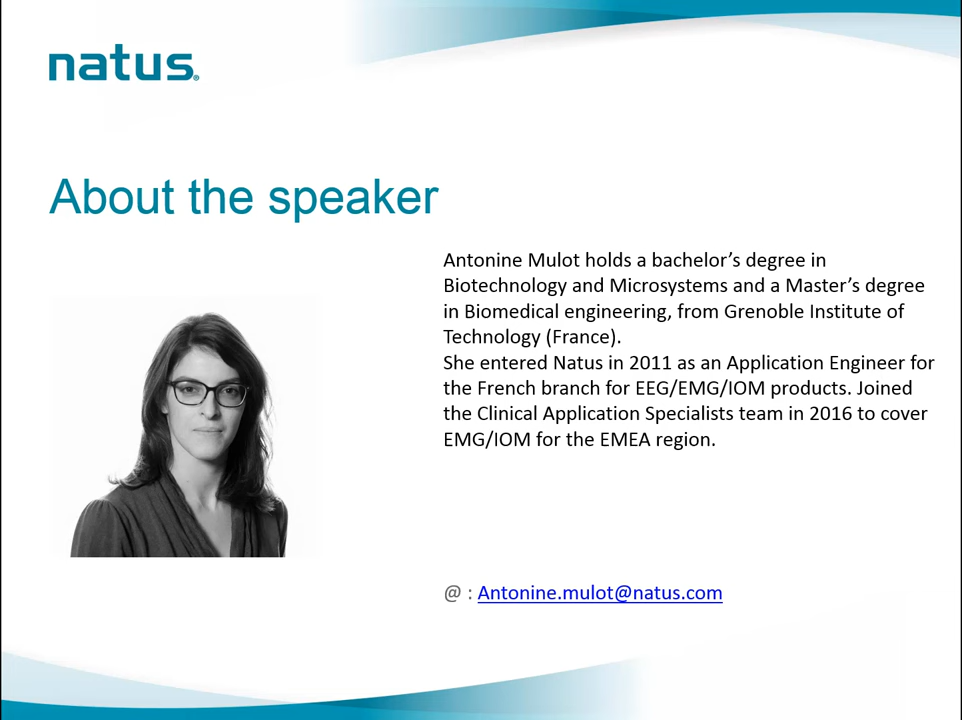 natus®
About the speaker
Antonine Mulot holds a bachelor’s degree in
Biotechnology and Microsystems and a Master’s degree
in Biomedical engineering, from Grenoble Institute of
Technology (France).
She entered Natus in 2011 as an Application Engineer for
the French branch for EEG/EMG/IOM products. Joined
the Clinical Application Specialists team in 2016 to cover
EMG/IOM for the EMEA region.
@ : Antonine.mulot@natus.com